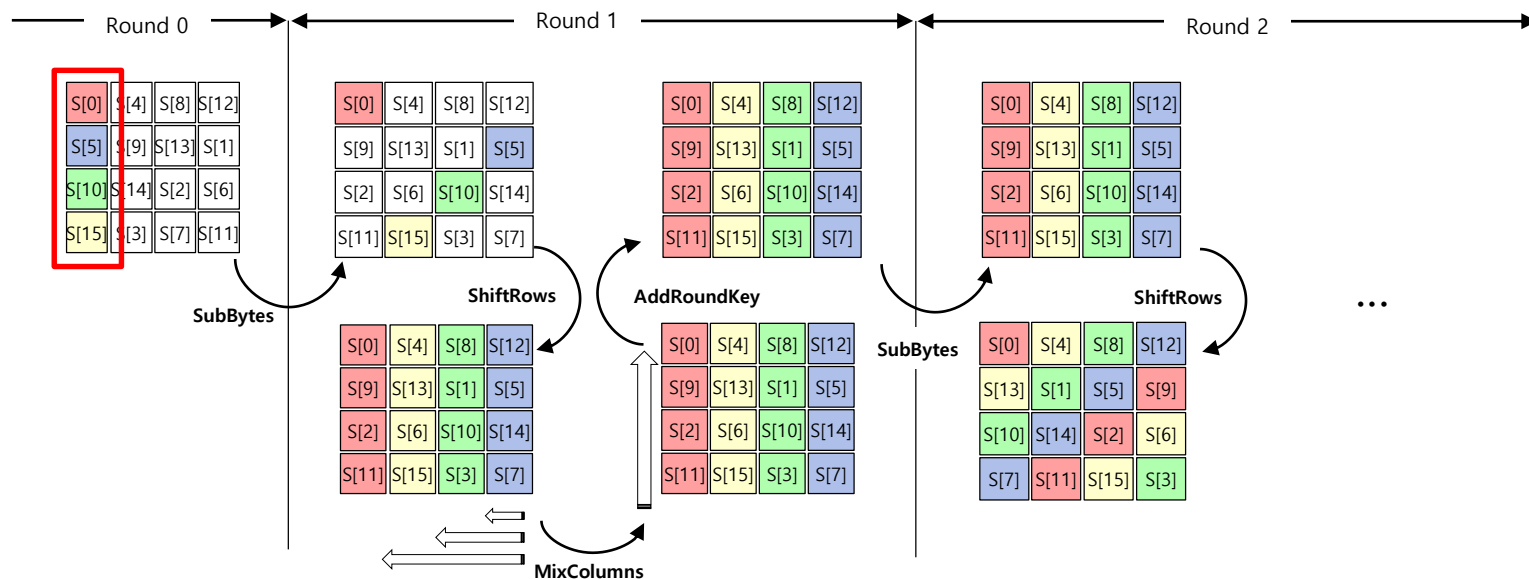 Round 0
Round 1
Round 2
S[0] S[4] S[8] S[12]
S[5] S[9] S[13] S[1]
S[10] S[14] S[2] S[6]
S[15] S[3] S[7] S[11]
SubBytes
S[0] S[4] S[8] S[12]
S[9] S[13] S[1] S[5]
S[2] S[6] S[10] S[14]
S[11] S[15] S[3] S[7]
ShiftRows
S[0] S[4] S[8] S[12]
S[9] S[13] S[1] S[5]
S[2] S[6] S[10] S[14]
S[11] S[15] S[3] S[7]
MixColumns
S[0] S[4] S[8] S[12]
S[9] S[13] S[1] S[5]
S[2] S[6] S[10] S[14]
S[11] S[15] S[3] S[7]
AddRoundKey
S[0] S[4] S[8] S[12]
S[9] S[13] S[1] S[5]
S[2] S[6] S[10] S[14]
S[11] S[15] S[3] S[7]
SubBytes
S[0] S[4] S[8] S[12]
S[9] S[13] S[1] S[5]
S[2] S[6] S[10] S[14]
S[11] S[15] S[3] S[7]
ShiftRows
S[0] S[4] S[8] S[12]
S[13] S[1] S[5] S[9]
S[10] S[14] S[2] S[6]
S[7] S[11] S[15] S[3]
...